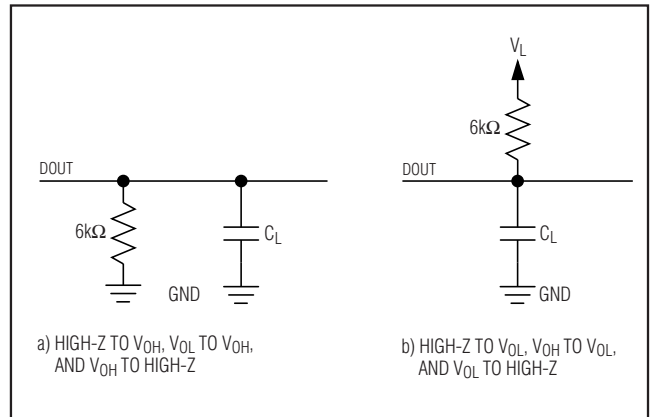 DOUT
6kΩ
C_L
GND
a) HIGH-Z TO V_OH, V_OL TO V_OH,
AND V_OH TO HIGH-Z
V_L
6kΩ
DOUT
C_L
GND
b) HIGH-Z TO V_OL, V_OH TO V_OL,
AND V_OL TO HIGH-Z